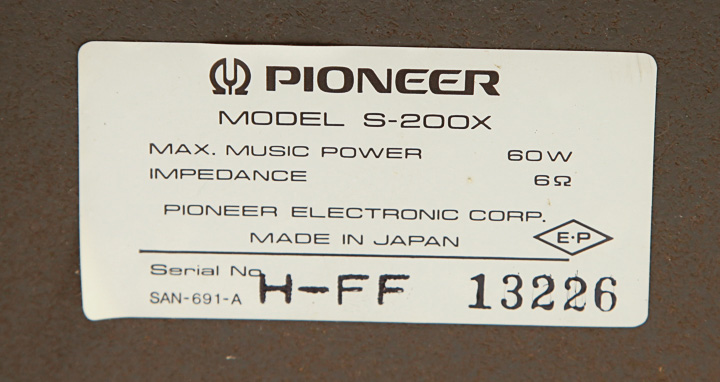 PIONEER
MODEL S-200X
MAX. MUSIC POWER 60W
IMPEDANCE 6Ω
PIONEER ELECTRONIC CORP.
MADE IN JAPAN E·P
Serial No.
SAN-691-A H-FF 13226